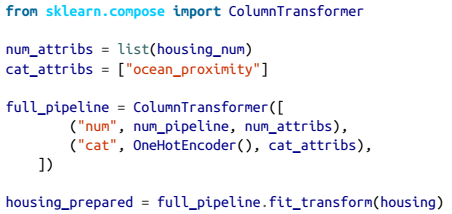 from sklearn.compose import ColumnTransformer

num_attribs = list(housing_num)
cat_attribs = ["ocean_proximity"]

full_pipeline = ColumnTransformer([
        ("num", num_pipeline, num_attribs),
        ("cat", OneHotEncoder(), cat_attribs),
    ])

housing_prepared = full_pipeline.fit_transform(housing)